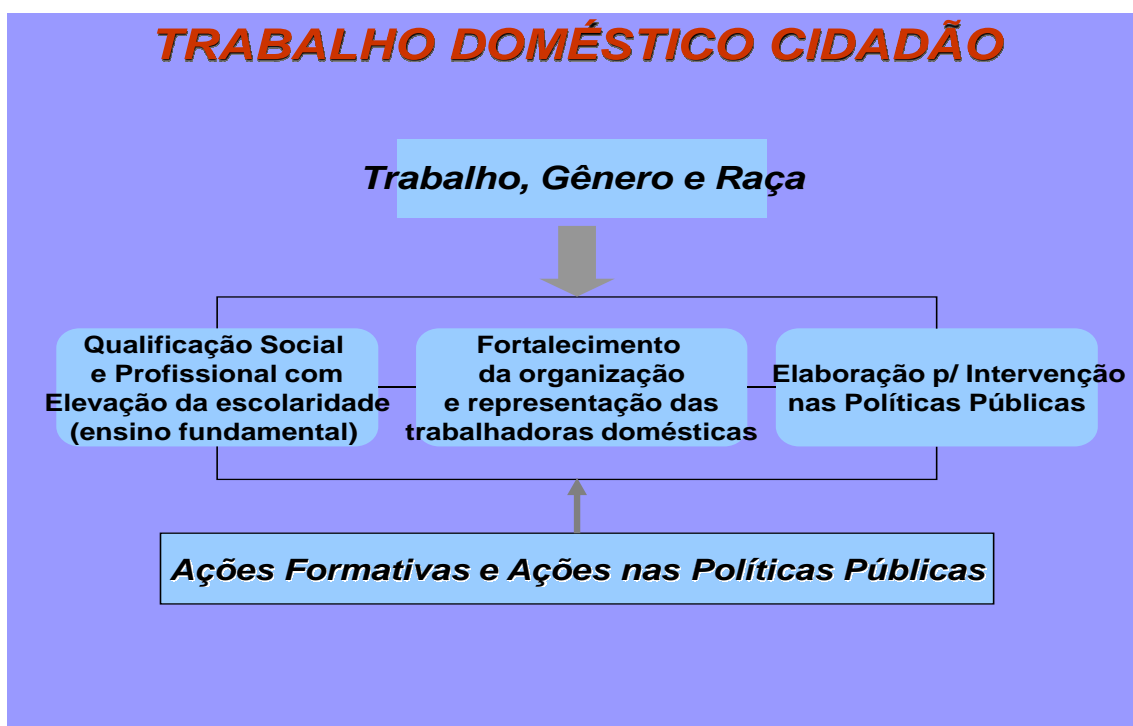 TRABALHO DOMÉSTICO CIDADÃO
Trabalho, Gênero e Raça
Qualificação Social
e Profissional com
Elevação da escolaridade
(ensino fundamental)
Fortalecimento
da organização
e representação das
trabalhadoras domésticas
Elaboração p/ Intervenção
nas Políticas Públicas
Ações Formativas e Ações nas Políticas Públicas